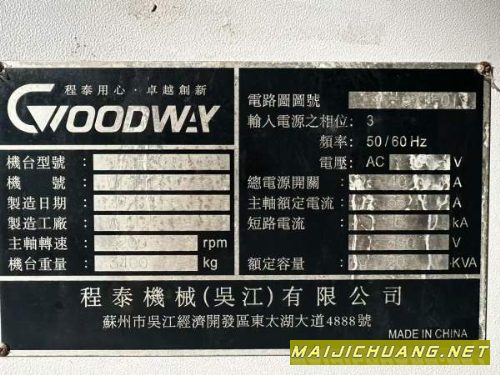 程泰用心·卓越創新
GOODWAY
機台型號:
機 號:
製造日期:
製造工廠:
主軸轉速: rpm
機台重量: 3400 kg
電路圖圖號:
輸入電源之相位: 3
頻率: 50/60 Hz
電壓: AC V
總電源開關: A
主軸額定電流: A
短路電流: kA
V
額定容量: KVA
程泰機械(吳江)有限公司
蘇州市吳江經濟開發區東太湖大道4888號
MADE IN CHINA
MAIJICHUANG.NET